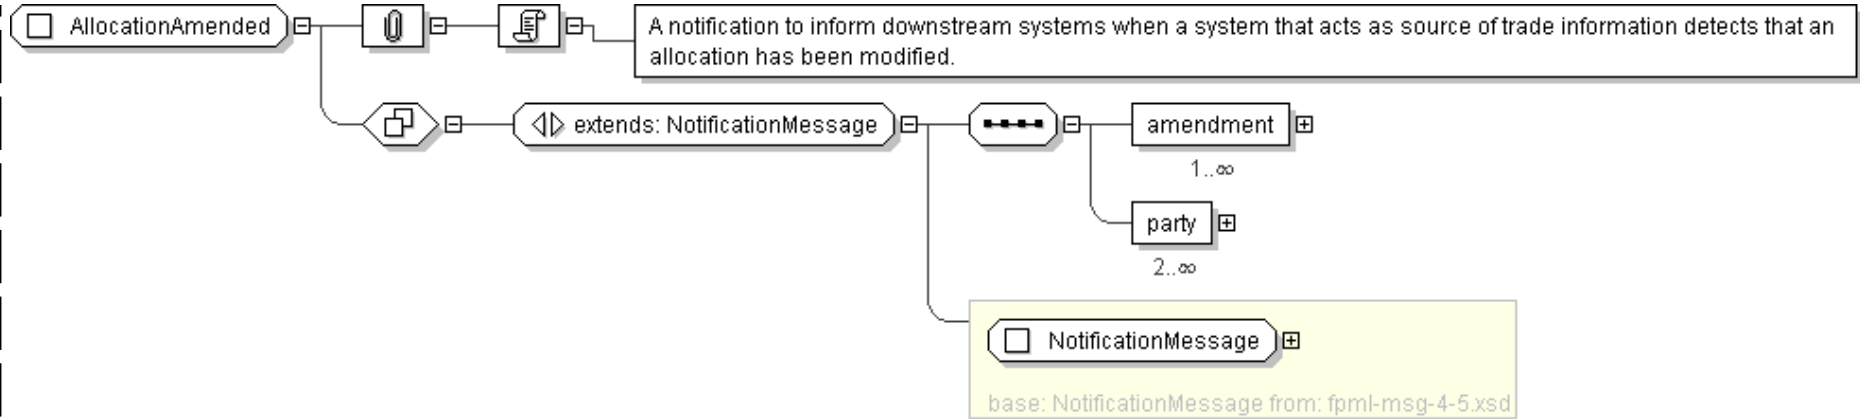 AllocationAmended
A notification to inform downstream systems when a system that acts as source of trade information detects that an
allocation has been modified.
extends: NotificationMessage
amendment
1..∞
party
2..∞
NotificationMessage
base: NotificationMessage from: fpml-msg-4-5.xsd